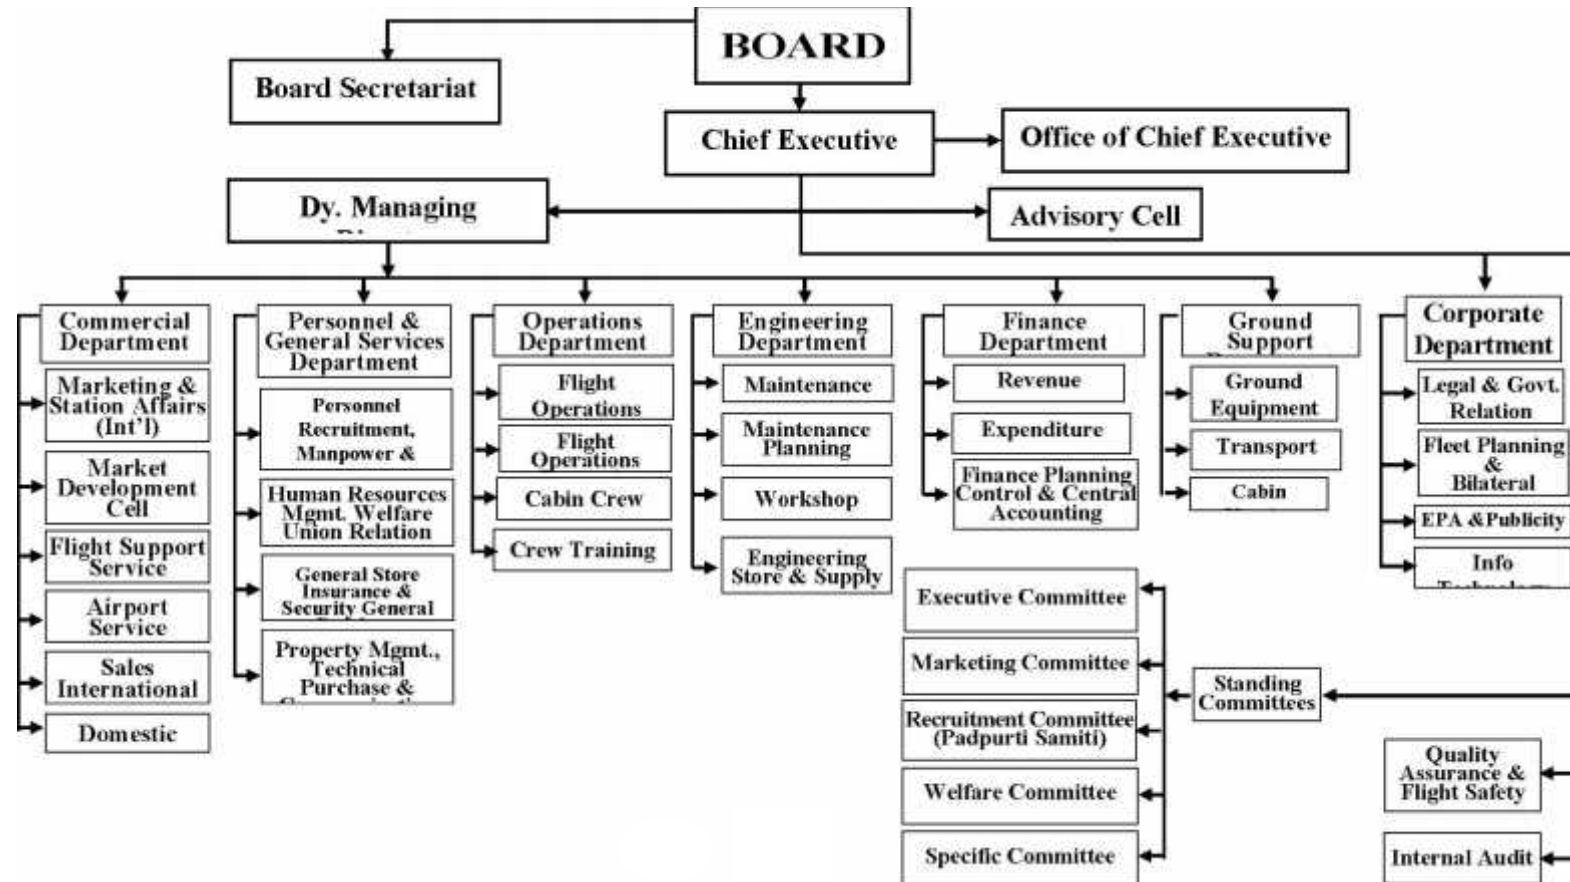 BOARD
Board Secretariat
Chief Executive
Office of Chief Executive
Dy. Managing
Advisory Cell
Commercial
Department
Marketing &
Station Affairs
(Int'l)
Market
Development
Cell
Flight Support
Service
Airport
Service
Sales
International
Domestic
Personnel &
General Services
Department
Personnel
Recruitment,
Manpower &
Human Resources
Mgmt. Welfare
Union Relation
General Store
Insurance &
Security General
Property Mgmt.,
Technical
Purchase &
Operations
Department
Flight
Operations
Flight
Operations
Cabin Crew
Crew Training
Engineering
Department
Maintenance
Maintenance
Planning
Workshop
Engineering
Store & Supply
Finance
Department
Revenue
Expenditure
Finance Planning
Control & Central
Accounting
Ground
Support
Ground
Equipment
Transport
Cabin
Corporate
Department
Legal & Govt.
Relation
Fleet Planning
&
Bilateral
EPA &Publicity
Info
Executive Committee
Marketing Committee
Recruitment Committee
(Padpurti Samiti)
Welfare Committee
Specific Committee
Standing
Committees
Quality
Assurance &
Flight Safety
Internal Audit